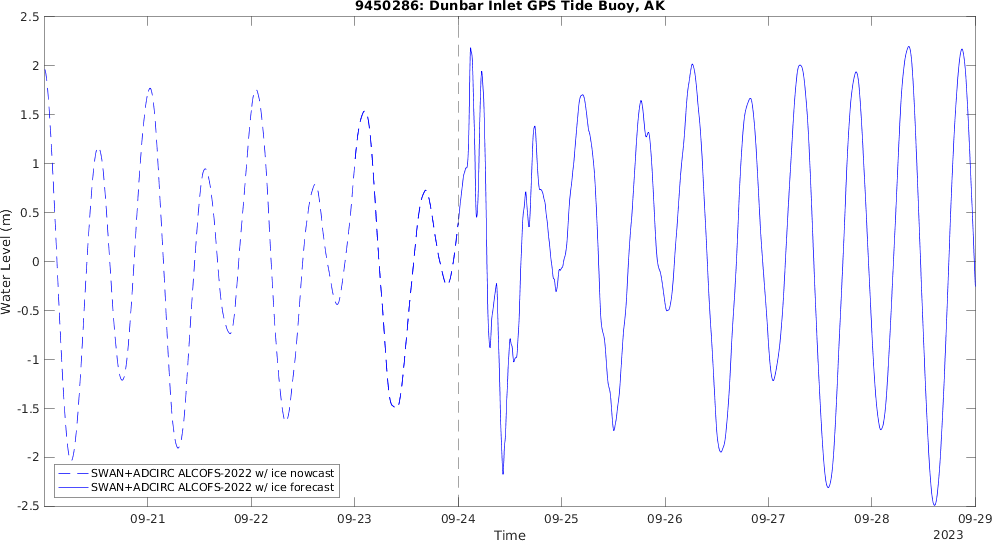 9450286: Dunbar Inlet GPS Tide Buoy, AK
2.5
2
1.5
1
0.5
0
-0.5
-1
-1.5
-2
-2.5
Water Level (m)
SWAN+ADCIRC ALCOFS-2022 w/ ice nowcast
SWAN+ADCIRC ALCOFS-2022 w/ ice forecast
09-21 09-22 09-23 09-24 09-25 09-26 09-27 09-28 09-29
Time
2023